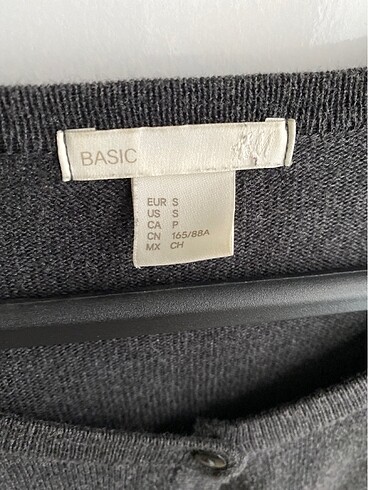 BASIC
EUR S
US S
CA P
CN 165/88A
MX CH